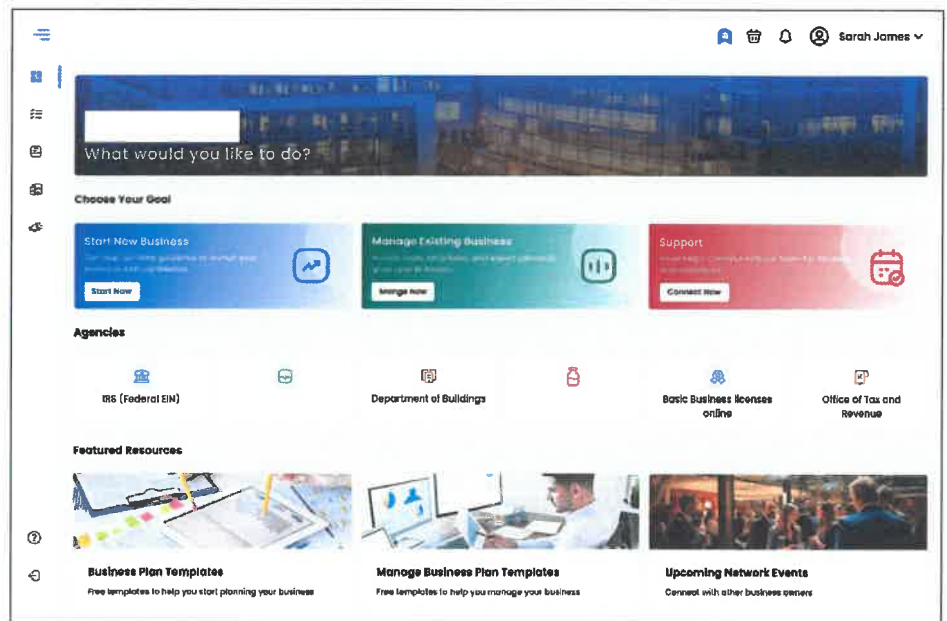 Sarah James
What would you like to do?
Choose Your Goal
Start New Business
Start Now
Manage Existing Business
Mange Now
Support
Connect Now
Agencies
IRS (Federal EIN)
Department of Buildings
Basic Business licenses
online
Office of Tax and
Revenue
Featured Resources
Business Plan Templates
Free templates to help you start planning your business
Manage Business Plan Templates
Free templates to help you manage your business
Upcoming Network Events
Connect with other business owners